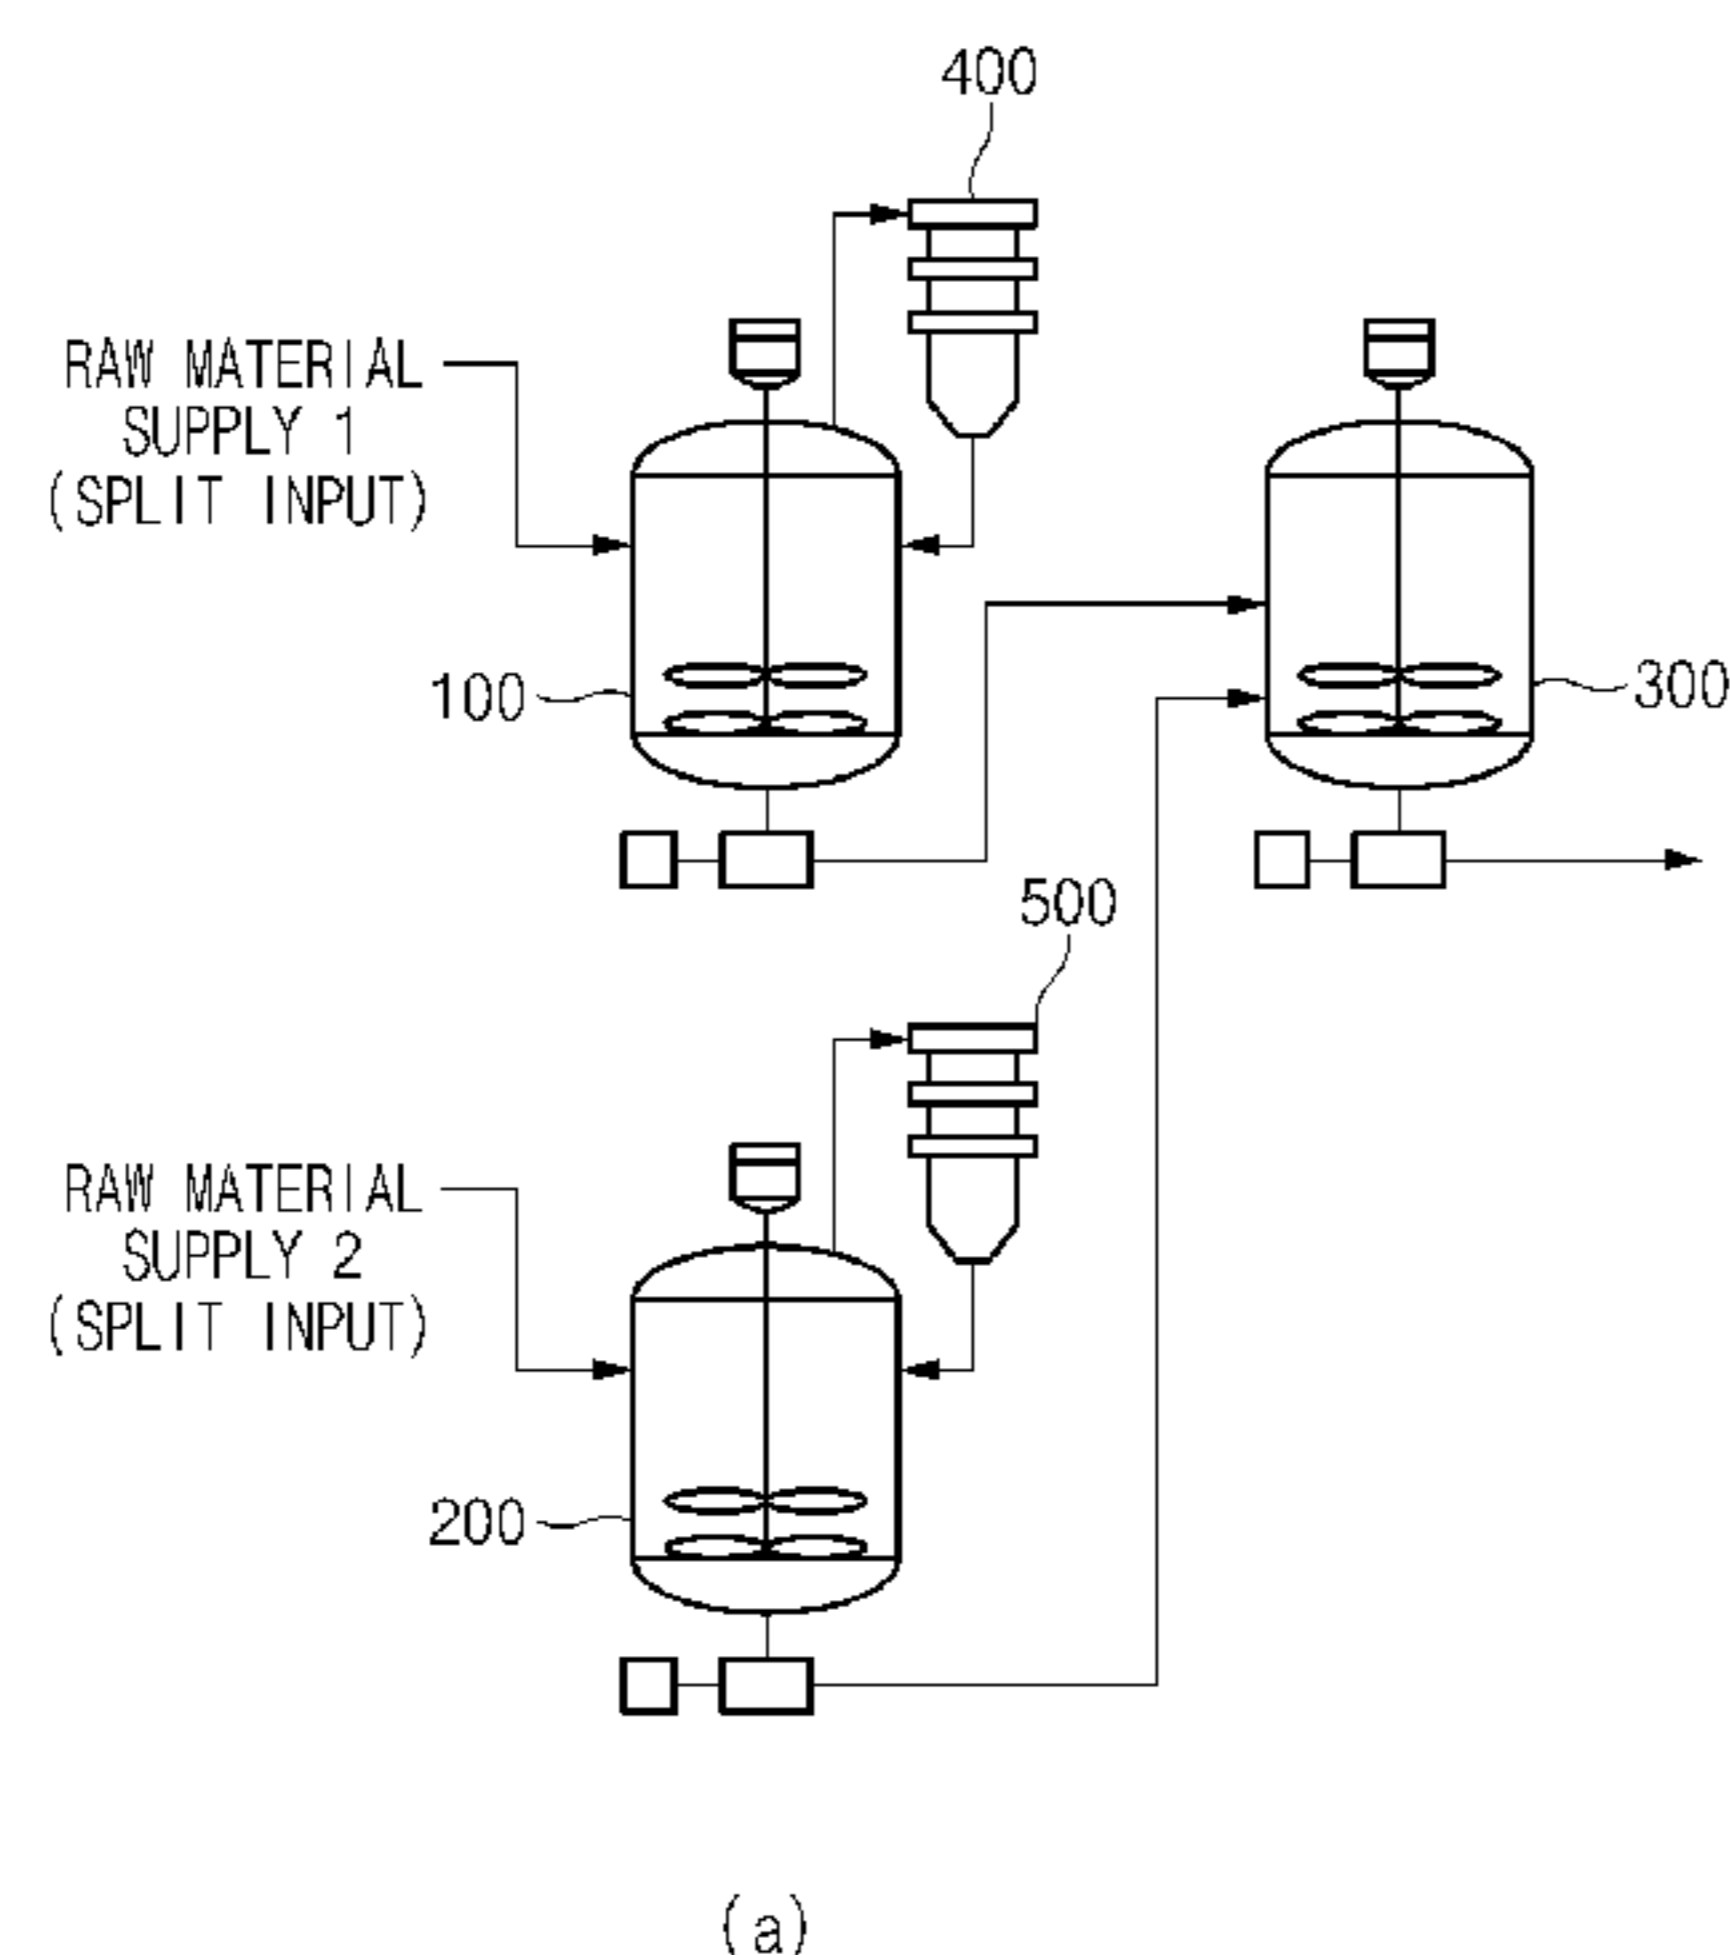 400
RAW MATERIAL
SUPPLY 1
(SPLIT INPUT)
100
300
500
RAW MATERIAL
SUPPLY 2
(SPLIT INPUT)
200
(a)